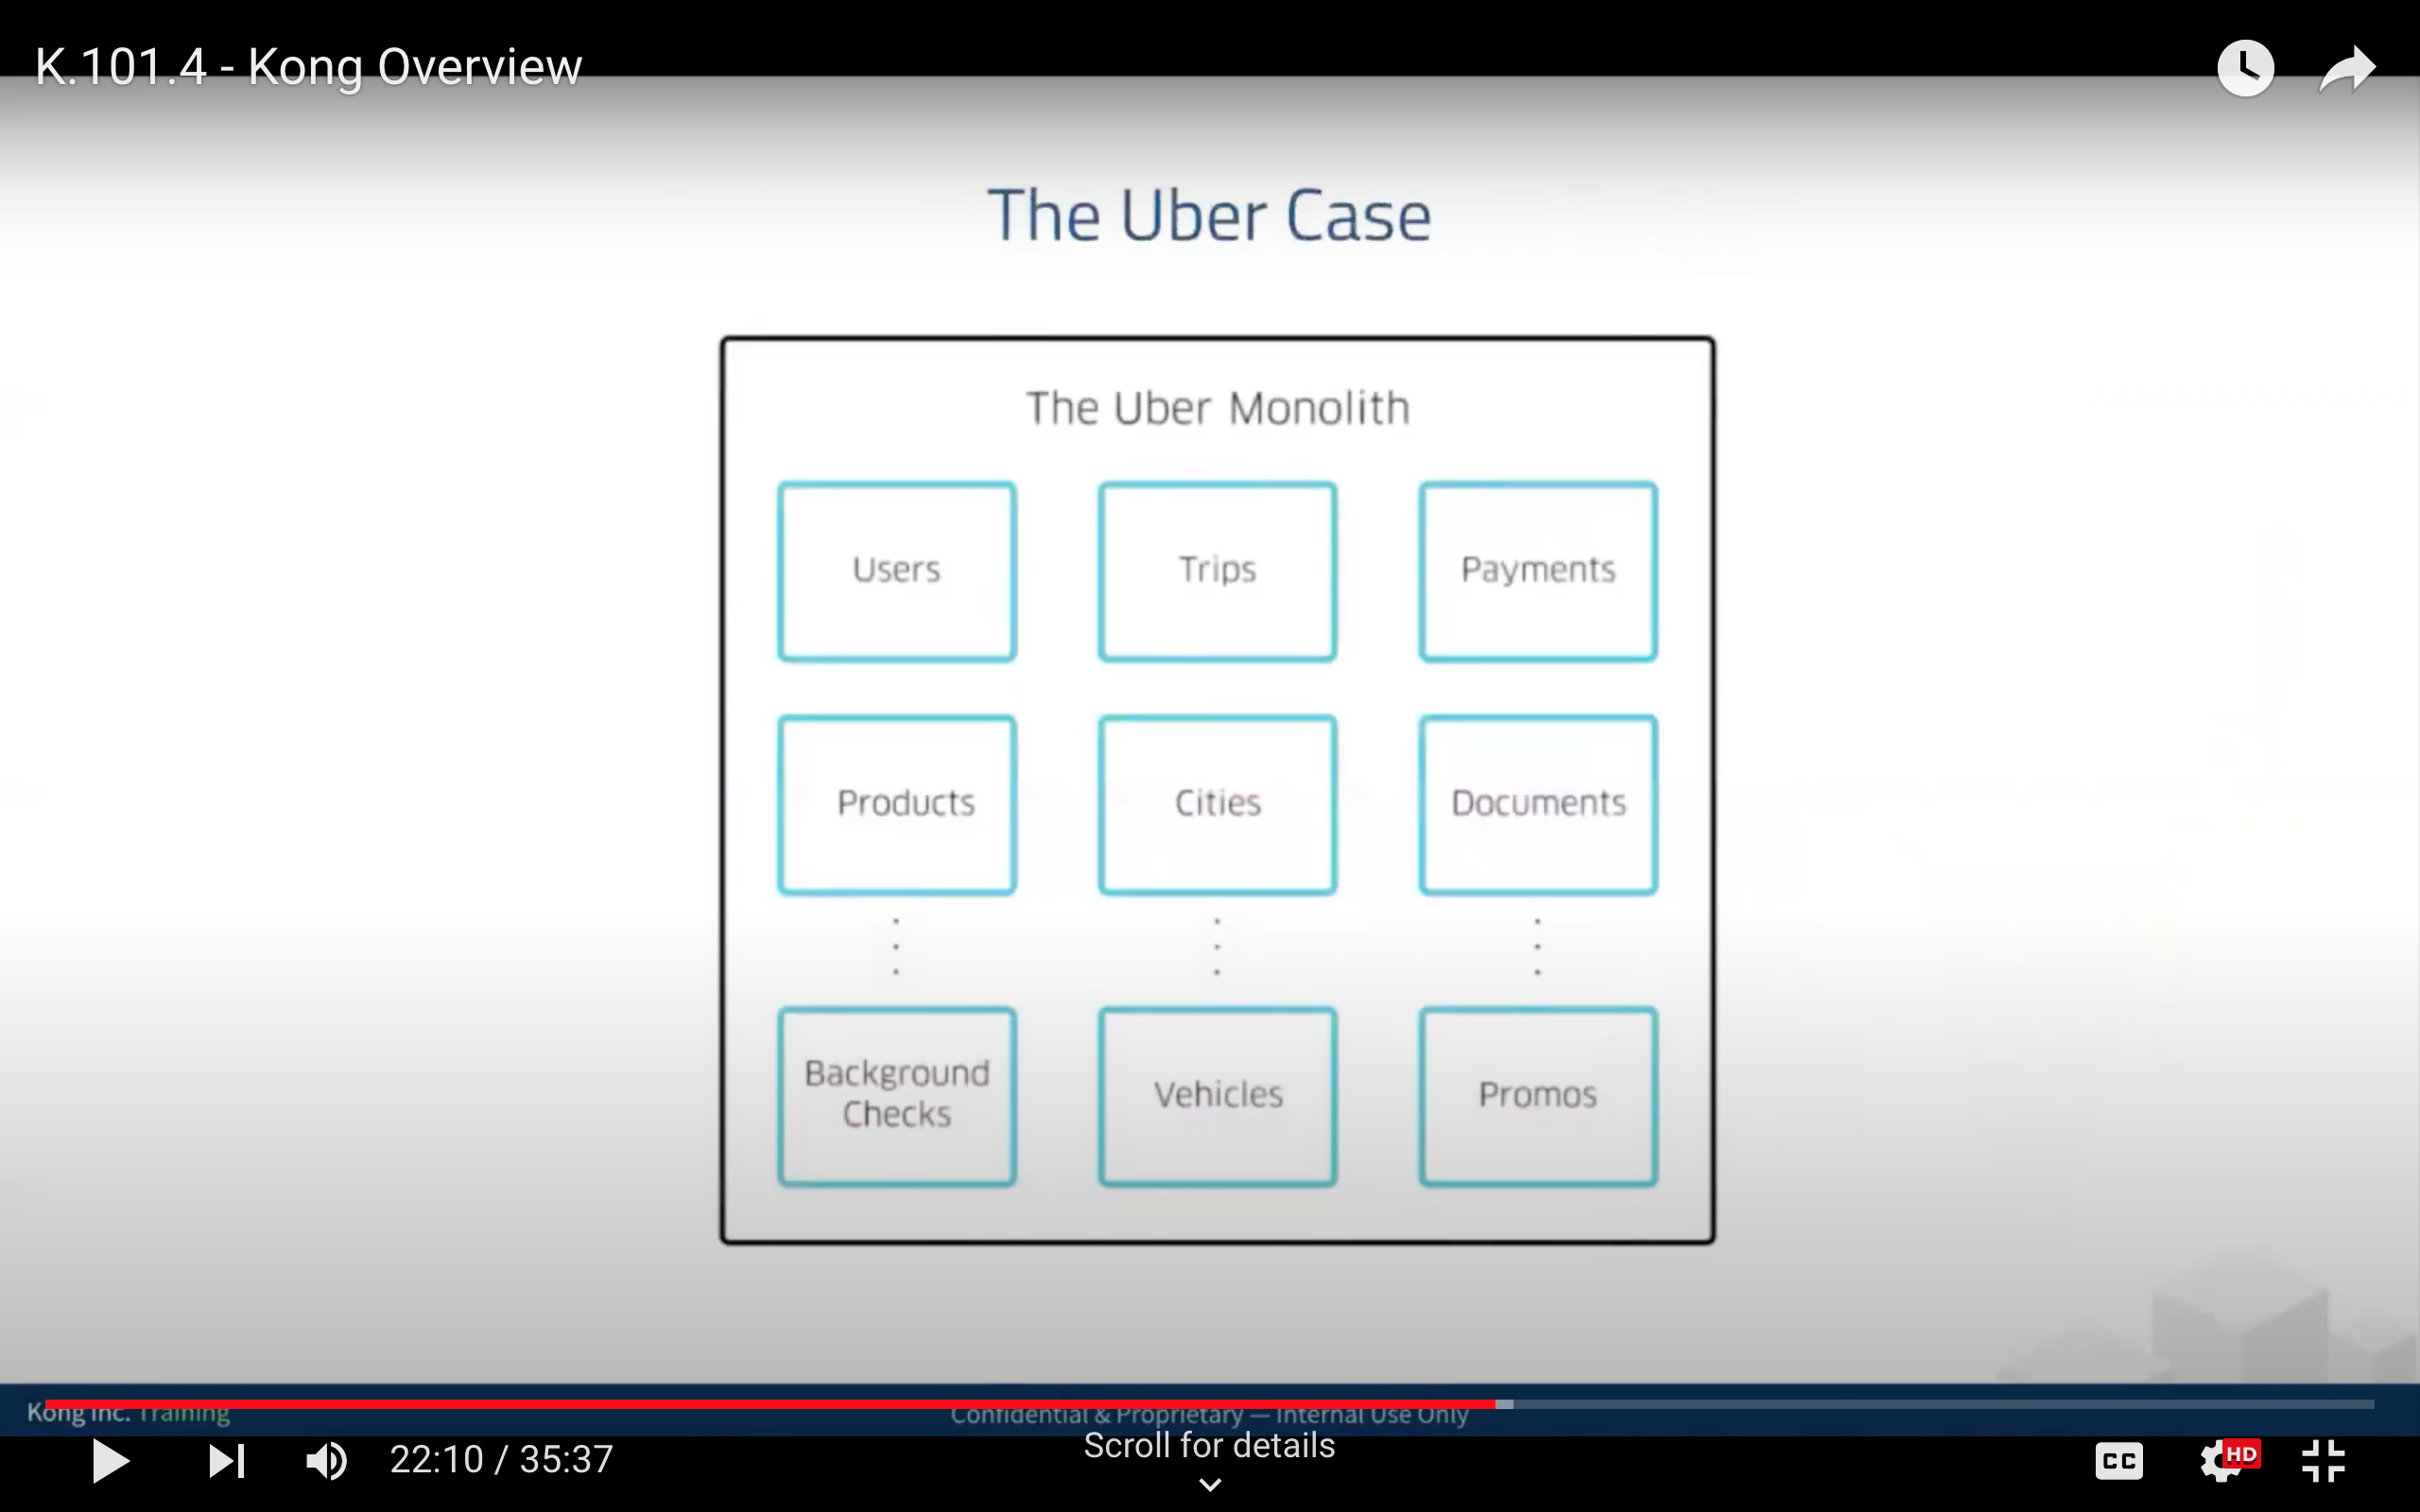 K.101.4 - Kong Overview
The Uber Case
The Uber Monolith
Users
Trips
Payments
Products
Cities
Documents
Background
Checks
Vehicles
Promos
Kong Inc. Training
Confidential & Proprietary — Internal Use Only
22:10 / 35:37
Scroll for details
CC
HD